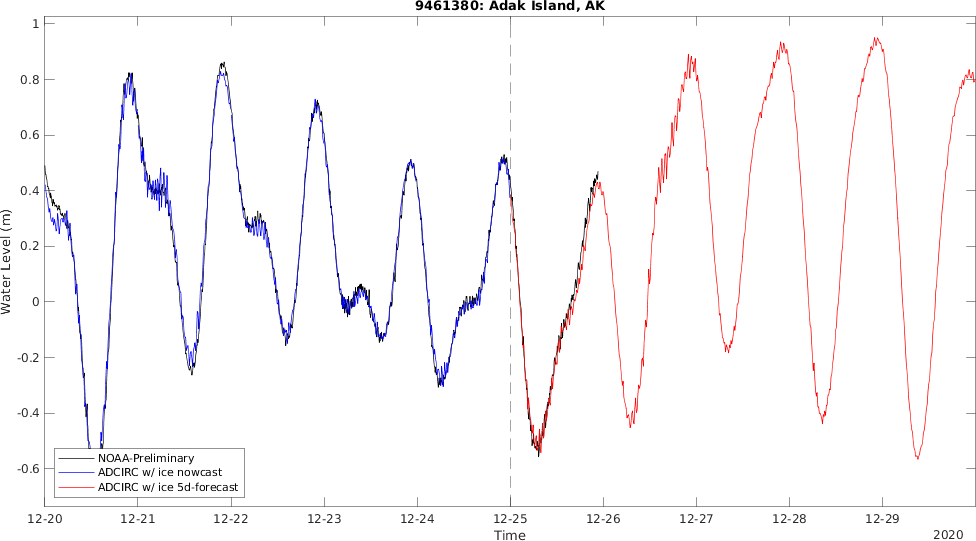 9461380: Adak Island, AK
1
0.8
0.6
0.4
0.2
0
-0.2
-0.4
-0.6
Water Level (m)
NOAA-Preliminary
ADCIRC w/ ice nowcast
ADCIRC w/ ice 5d-forecast
12-20 12-21 12-22 12-23 12-24 12-25 12-26 12-27 12-28 12-29
Time
2020